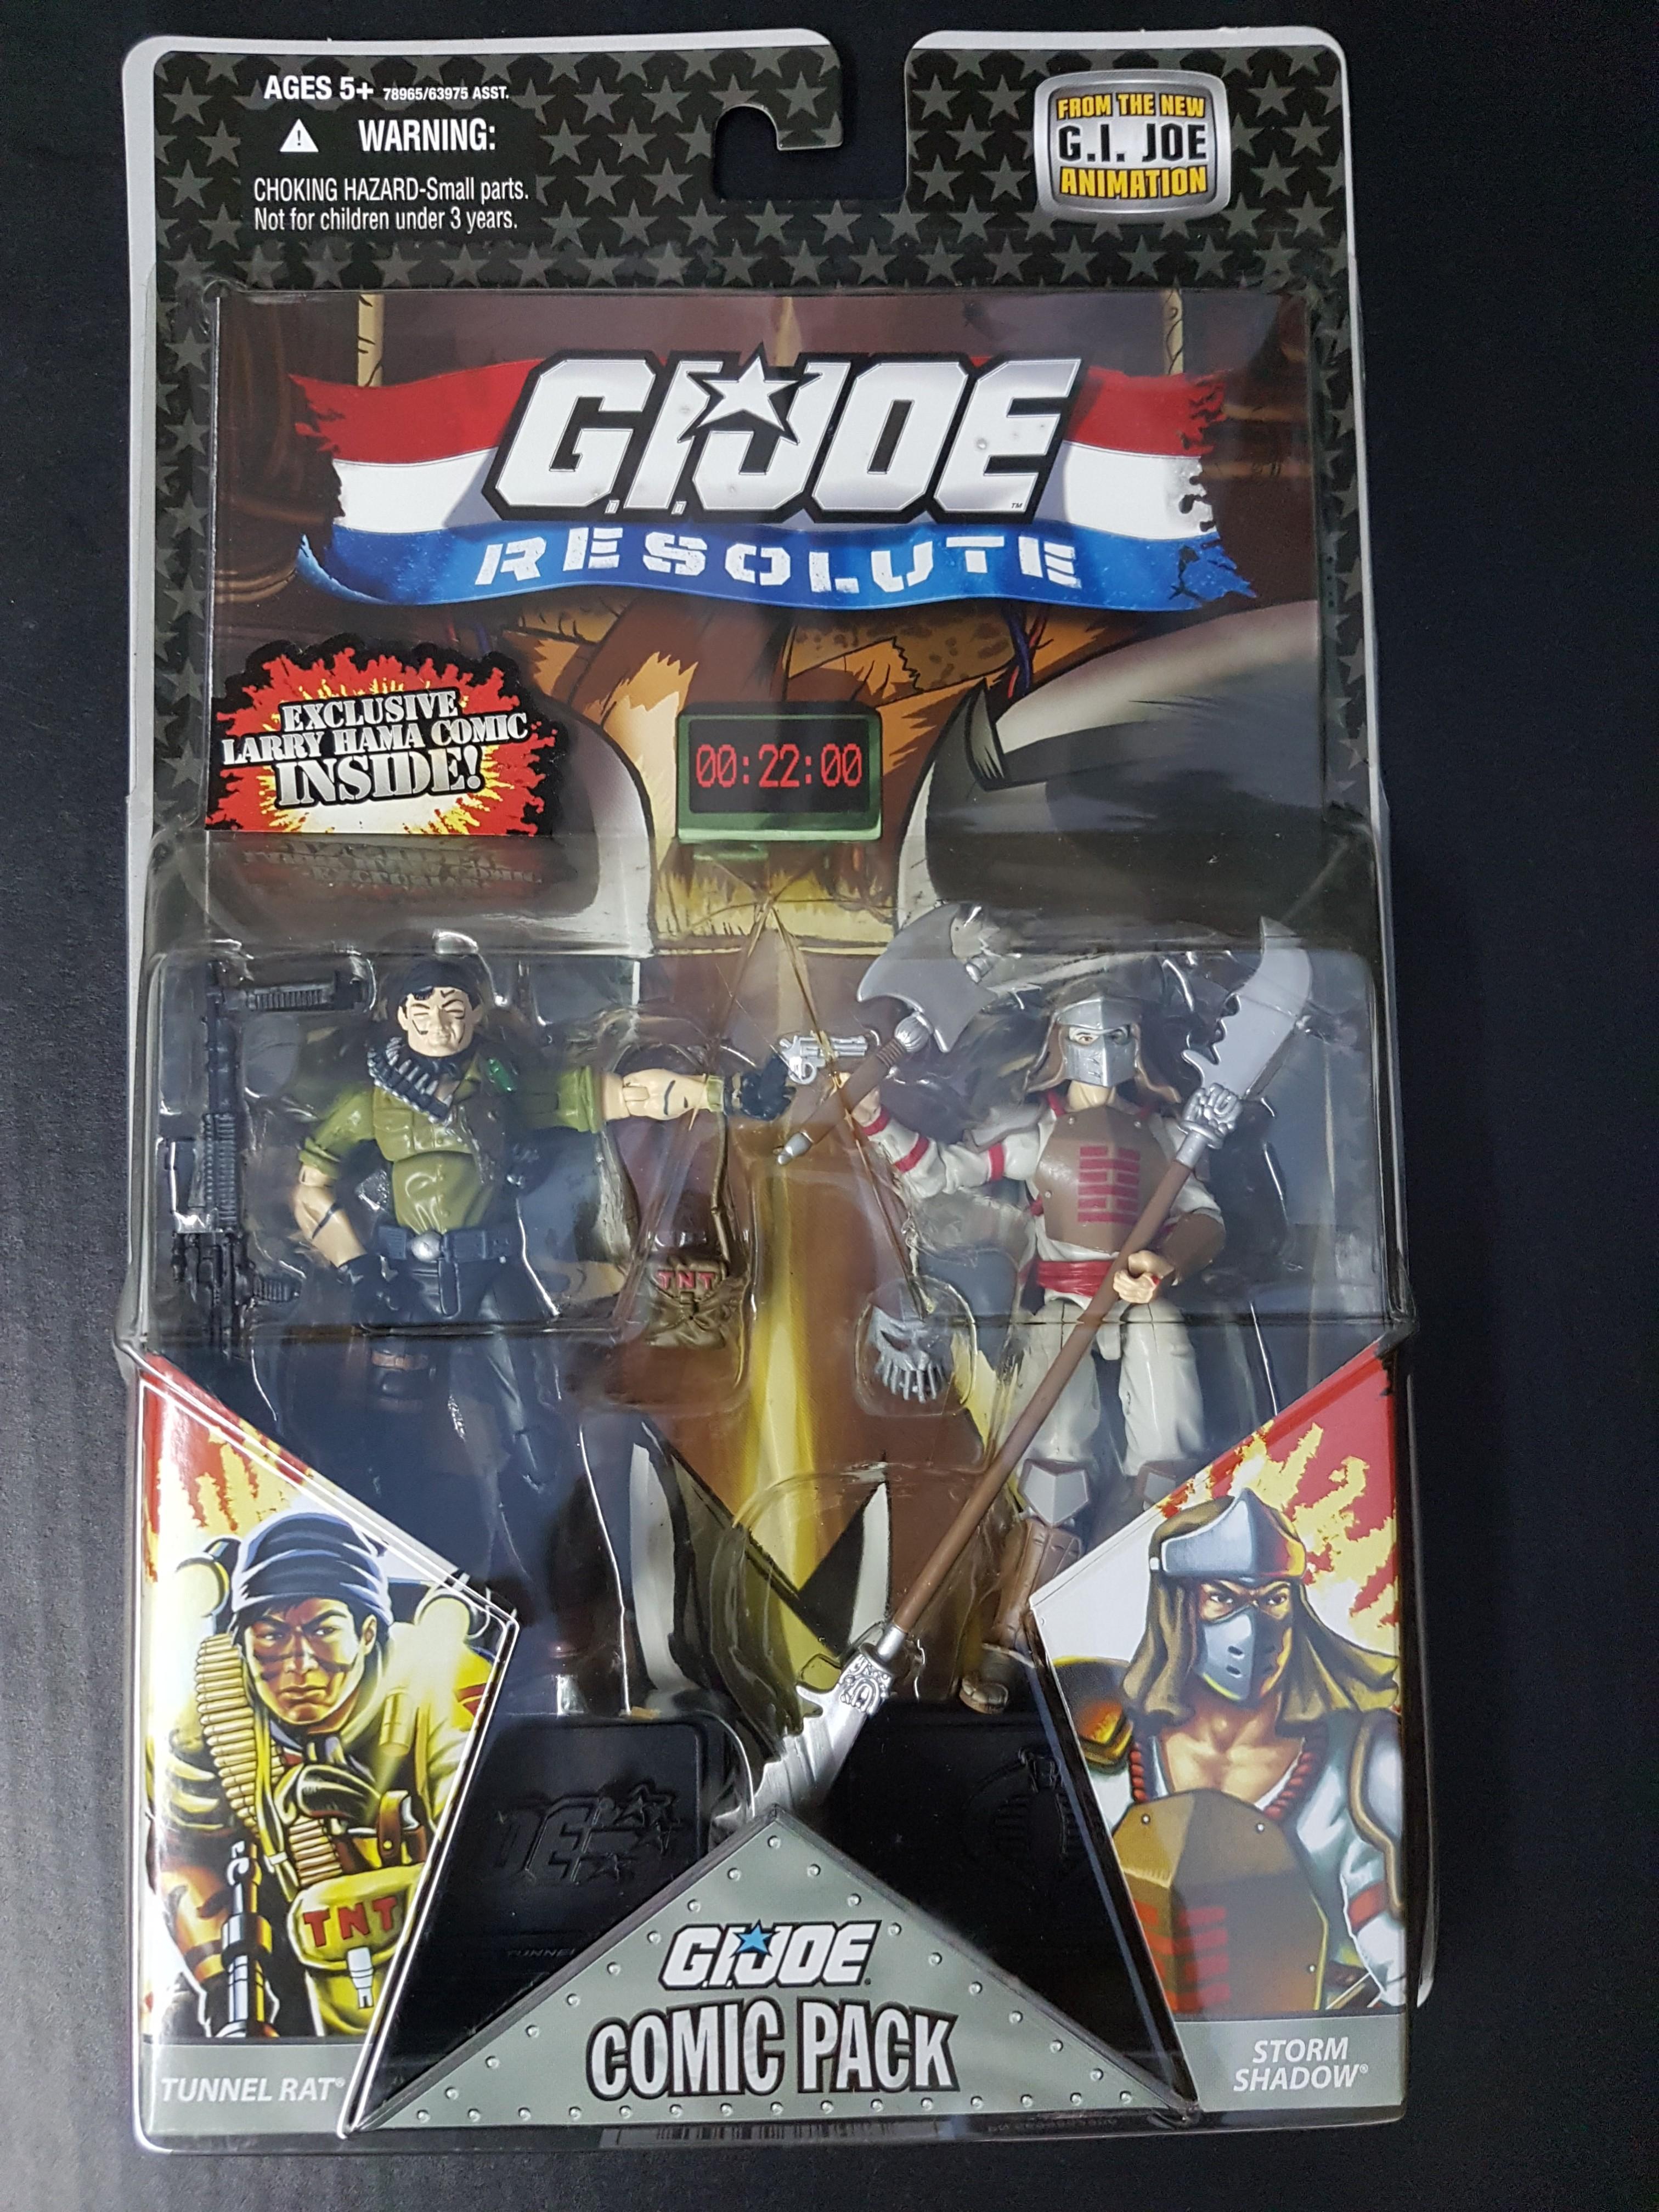 AGES 5+ 78965/63975 ASST.
WARNING:
CHOKING HAZARD-Small parts.
Not for children under 3 years.
FROM THE NEW
G.I. JOE
ANIMATION
G.I.JOE
TM
RESOLUTE
EXCLUSIVE
LARRY HAMA COMIC
INSIDE!
00:22:00
TNT
TNT
TUNNEL
G.I.JOE®
COMIC PACK
TUNNEL RAT®
STORM
SHADOW®